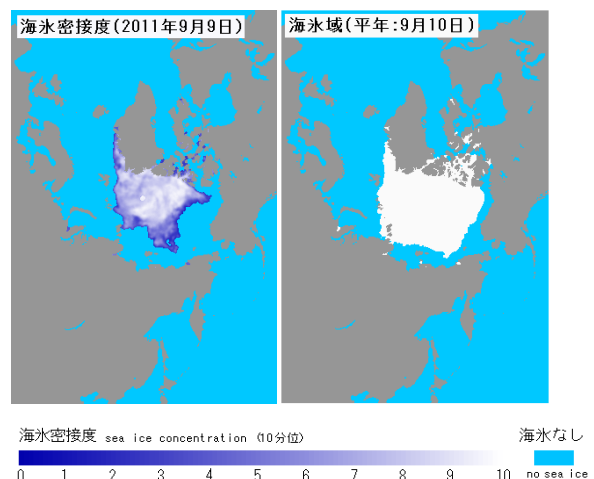 海氷密接度(2011年9月9日)
海氷域(平年:9月10日)
海氷密接度 sea ice concentration (10分位)
海氷なし
0 1 2 3 4 5 6 7 8 9 10
no sea ice